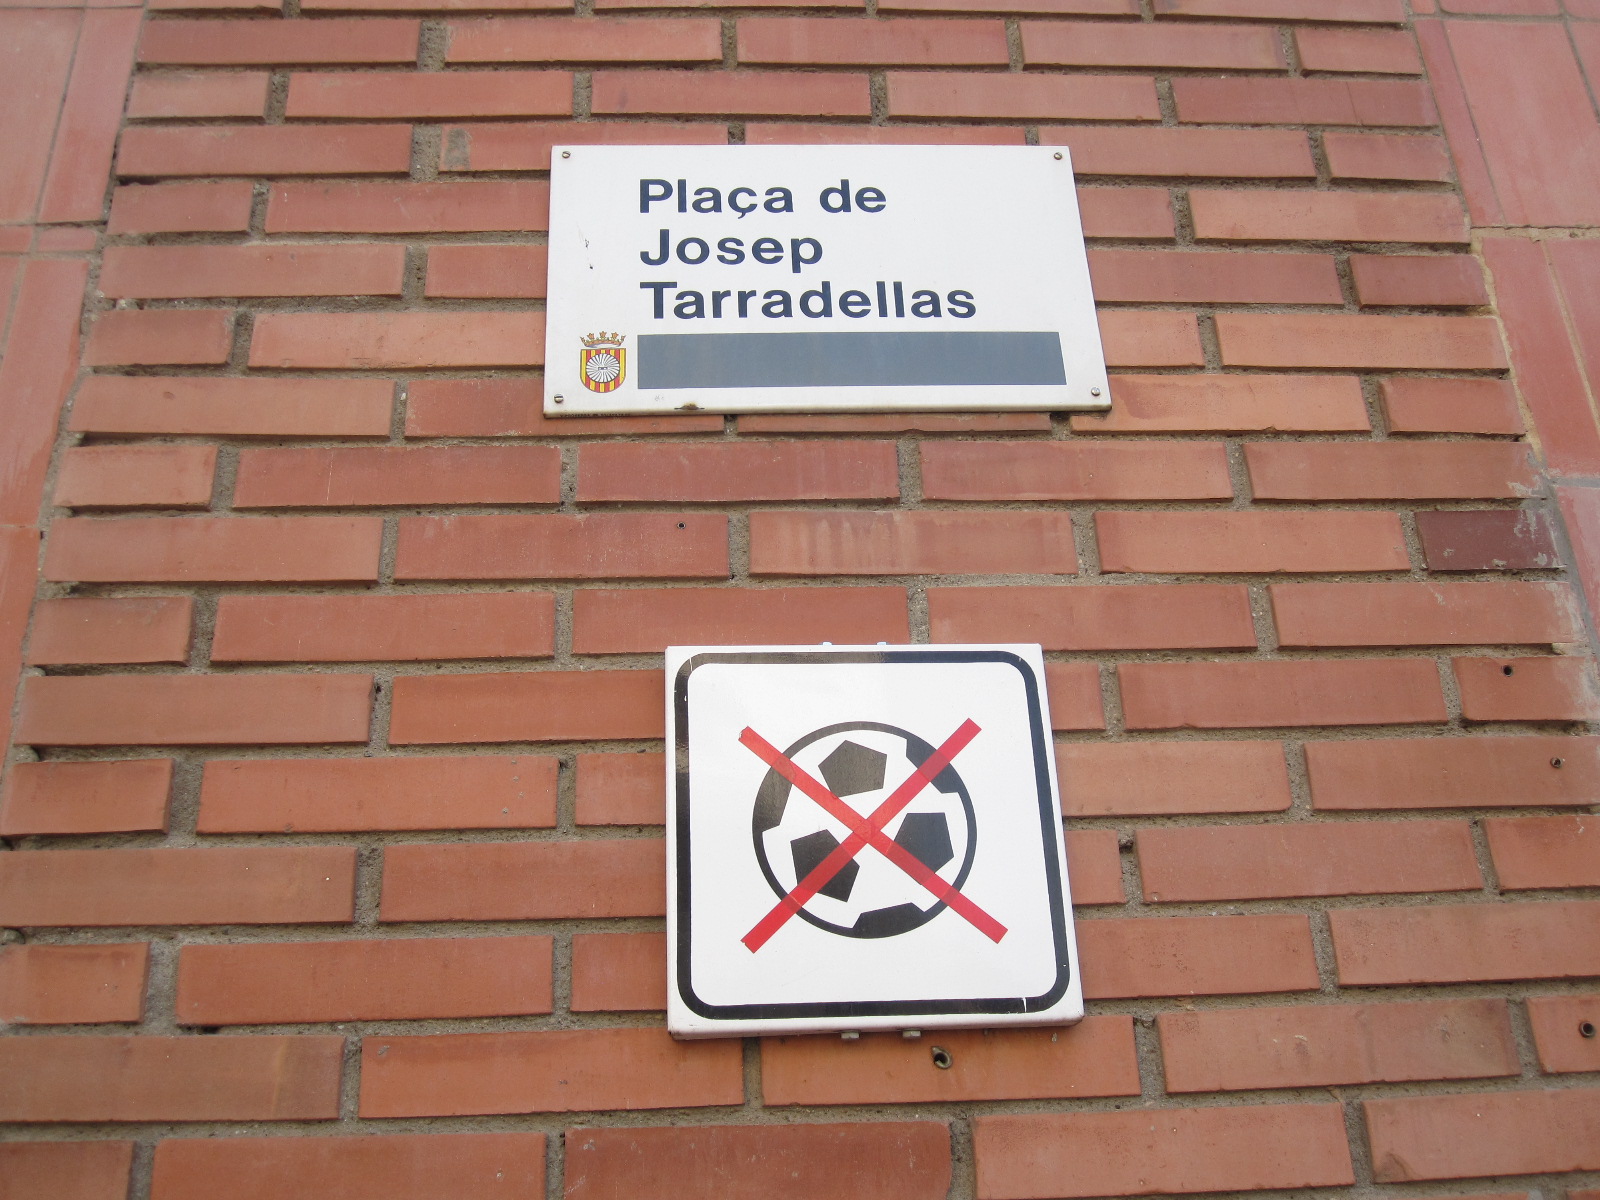 Plaça de
Josep
Tarradellas